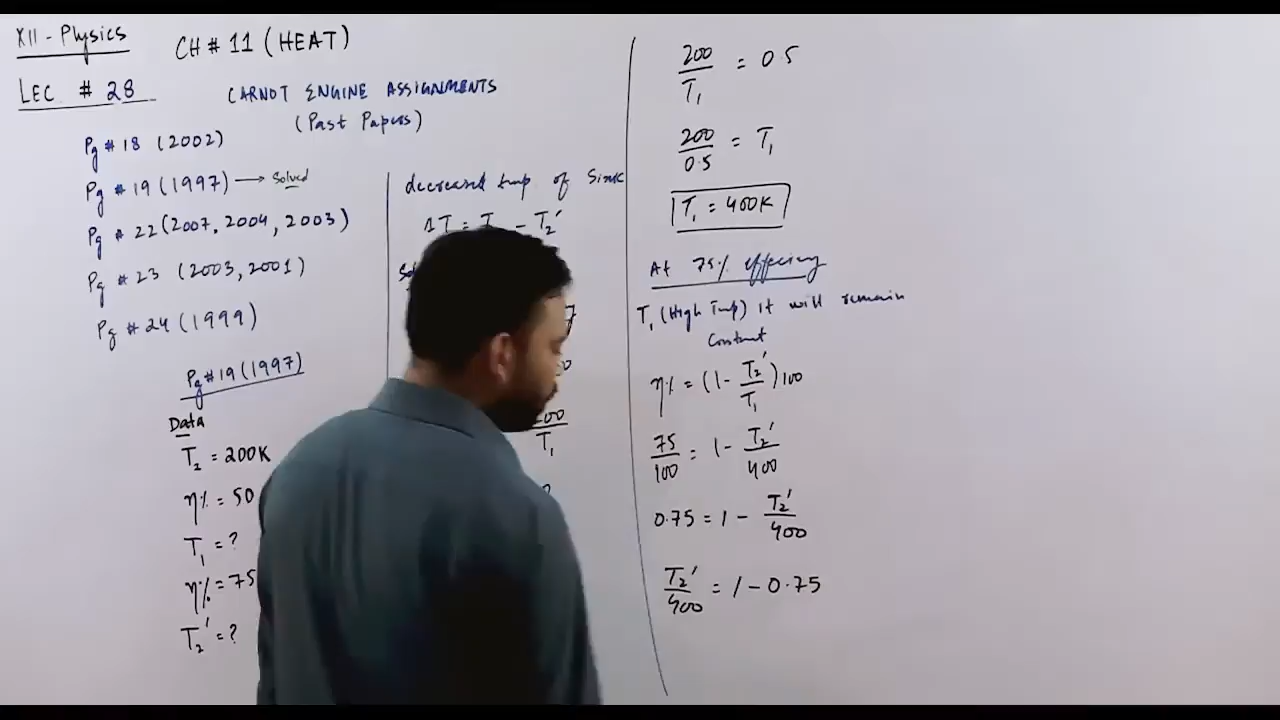 XII - Physics
CH # 11 (HEAT)
LEC # 28
CARNOT ENGINE ASSIGNMENTS
(Past Papers)
Pg # 18 (2002)
Pg # 19 (1997) → Solved
Pg # 22 (2007, 2004, 2003)
Pg # 23 (2003, 2001)
Pg # 24 (1999)
Pg # 19 (1997)
Data
T₂ = 200K
η% = 50
T₁ = ?
η% = 75
T₂' = ?
decreased temp of Sink
- T₂'
T₁
200/T₁ = 0.5
200/0.5 = T₁
T₁ = 400K
At 75% efficiency
T₁ (High Temp) it will remain
Constant
η% = (1 - T₂'/T₁)100
75/100 = 1 - T₂'/400
0.75 = 1 - T₂'/400
T₂'/400 = 1 - 0.75